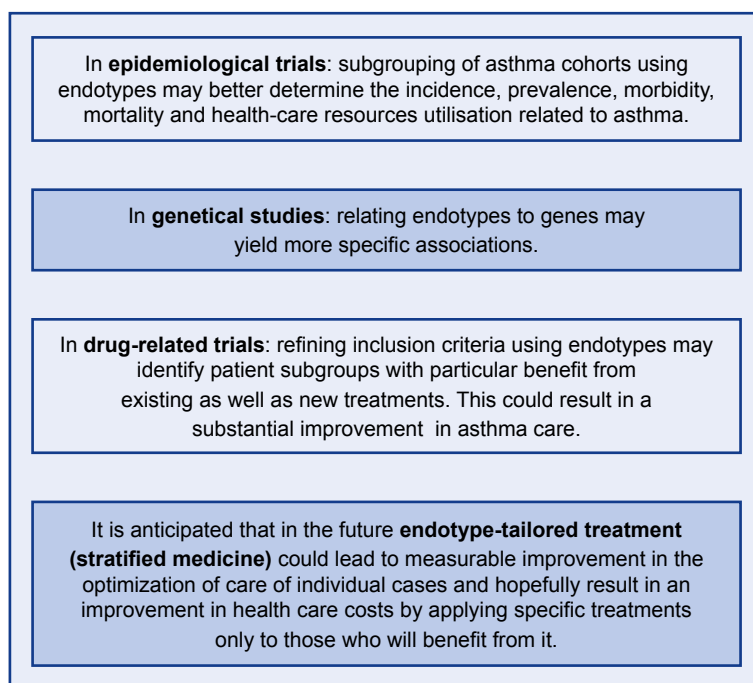 In epidemiological trials: subgrouping of asthma cohorts using
endotypes may better determine the incidence, prevalence, morbidity,
mortality and health-care resources utilisation related to asthma.
In genetical studies: relating endotypes to genes may
yield more specific associations.
In drug-related trials: refining inclusion criteria using endotypes may
identify patient subgroups with particular benefit from
existing as well as new treatments. This could result in a
substantial improvement in asthma care.
It is anticipated that in the future endotype-tailored treatment
(stratified medicine) could lead to measurable improvement in the
optimization of care of individual cases and hopefully result in an
improvement in health care costs by applying specific treatments
only to those who will benefit from it.